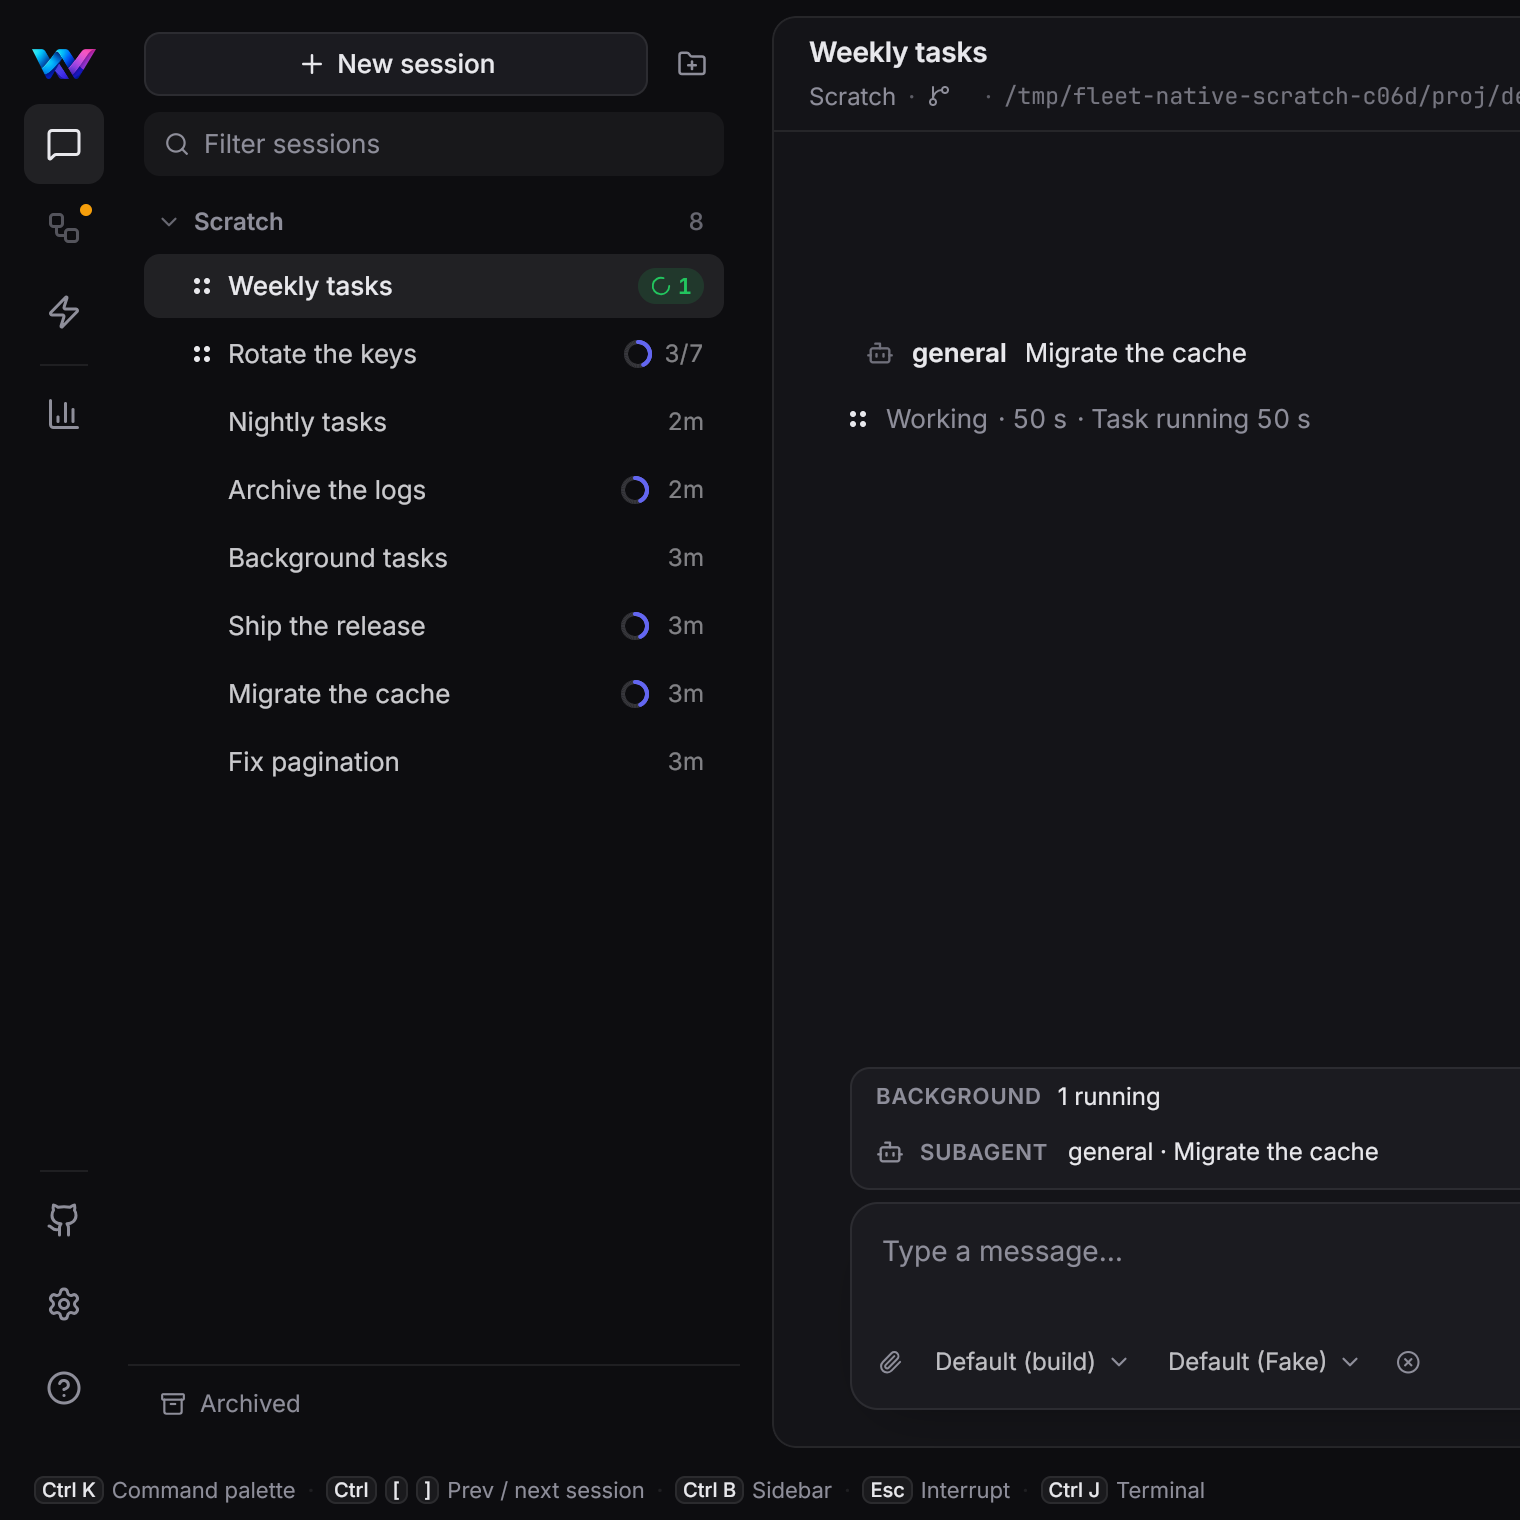 New session
Filter sessions
Scratch 8
Weekly tasks 1
Rotate the keys 3/7
Nightly tasks 2m
Archive the logs 2m
Background tasks 3m
Ship the release 3m
Migrate the cache 3m
Fix pagination 3m
Archived
Weekly tasks
Scratch · · /tmp/fleet-native-scratch-c06d/proj/de
general Migrate the cache
Working · 50 s · Task running 50 s
BACKGROUND 1 running
SUBAGENT general · Migrate the cache
Type a message...
Default (build) Default (Fake)
Ctrl K Command palette · Ctrl [ ] Prev / next session · Ctrl B Sidebar · Esc Interrupt · Ctrl J Terminal